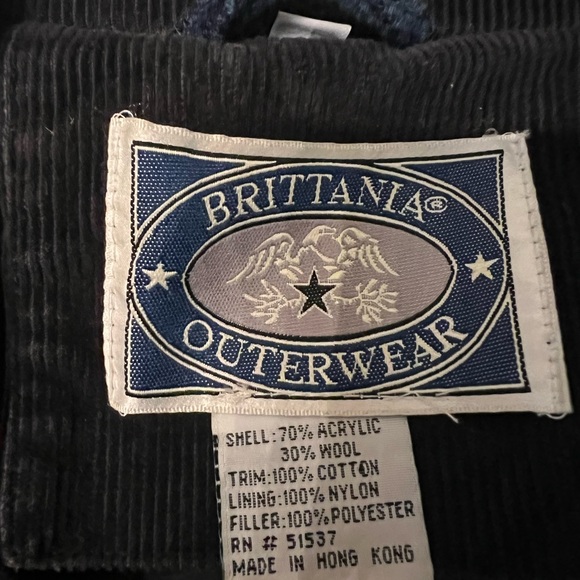 BRITTANIA®
OUTERWEAR
SHELL:70% ACRYLIC
30% WOOL
TRIM:100% COTTON
LINING:100% NYLON
FILLER:100% POLYESTER
RN # 51537
MADE IN HONG KONG